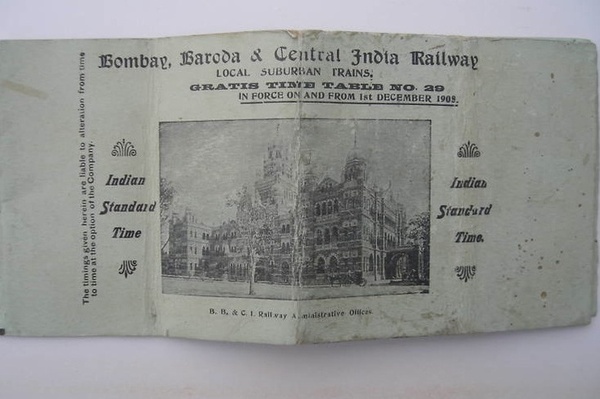 Bombay, Baroda & Central India Railway
LOCAL SUBURBAN TRAINS.
GRATIS TIME TABLE NO. 29
IN FORCE ON AND FROM 1st DECEMBER 1908.
The timings given herein are liable to alteration from time
to time at the option of the Company.
Indian
Standard
Time
Indian
Standard
Time.
B. B. & C. I. Railway Administrative Offices.